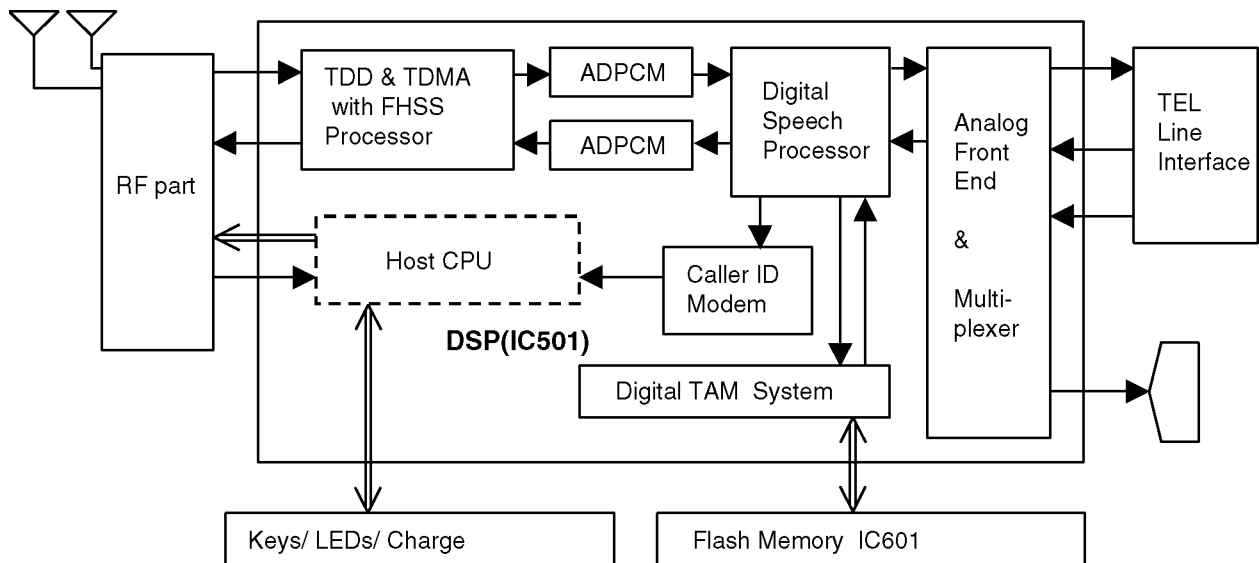 TDD & TDMA
with FHSS
Processor
ADPCM
ADPCM
Digital
Speech
Processor
Analog
Front
End
&
Multi-
plexer
TEL
Line
Interface
RF part
Host CPU
Caller ID
Modem
DSP(IC501)
Digital TAM System
Keys/ LEDs/ Charge
Flash Memory IC601